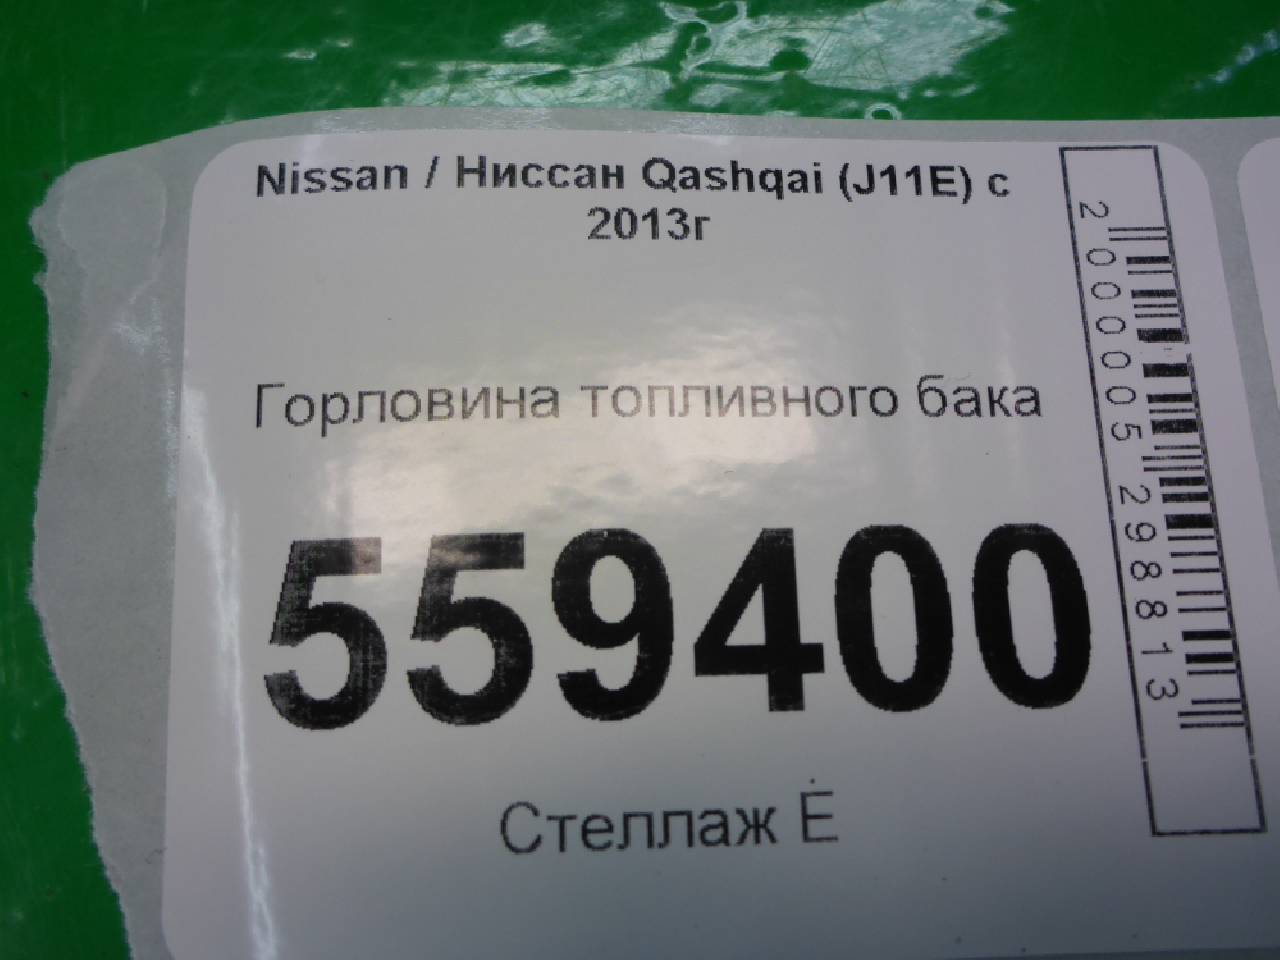 Nissan / Ниссан Qashqai (J11E) с
2013г
Горловина топливного бака
559400
Стеллаж Ė
2000005298813